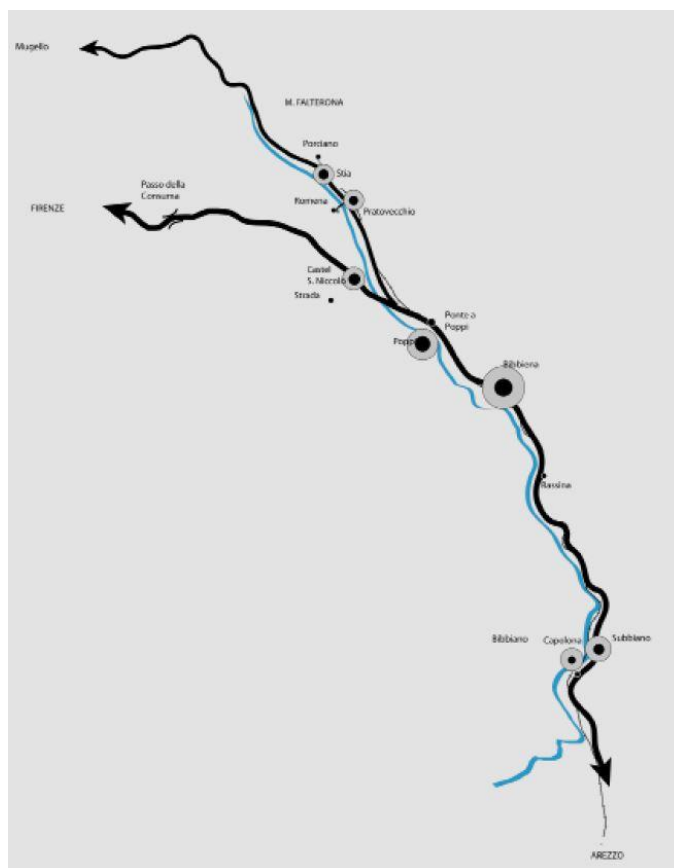 Mugello
M. FALTERONA
Porciano
Stia
Passo della
Consuma
FIRENZE
Romena
Pratovecchio
Castel
S. Niccolò
Strada
Ponte a
Poppi
Poppi
Bibbiena
Rassina
Bibbiano
Capolona
Subbiano
AREZZO